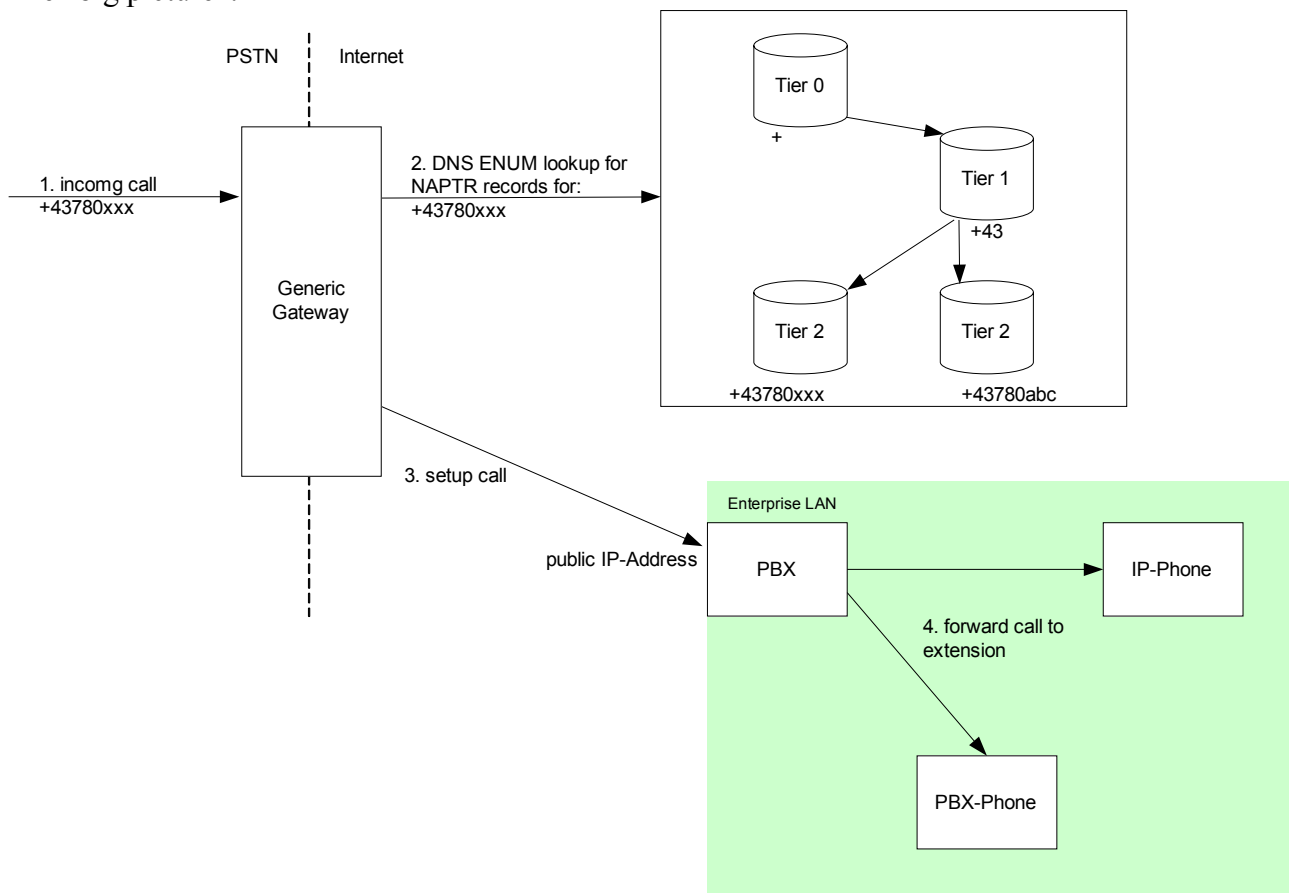 PSTN
Internet
1. incomg call
+43780xxx
Generic
Gateway
2. DNS ENUM lookup for
NAPTR records for:
+43780xxx
Tier 0
+
Tier 1
+43
Tier 2
+43780xxx
Tier 2
+43780abc
3. setup call
public IP-Address
Enterprise LAN
PBX
IP-Phone
4. forward call to
extension
PBX-Phone